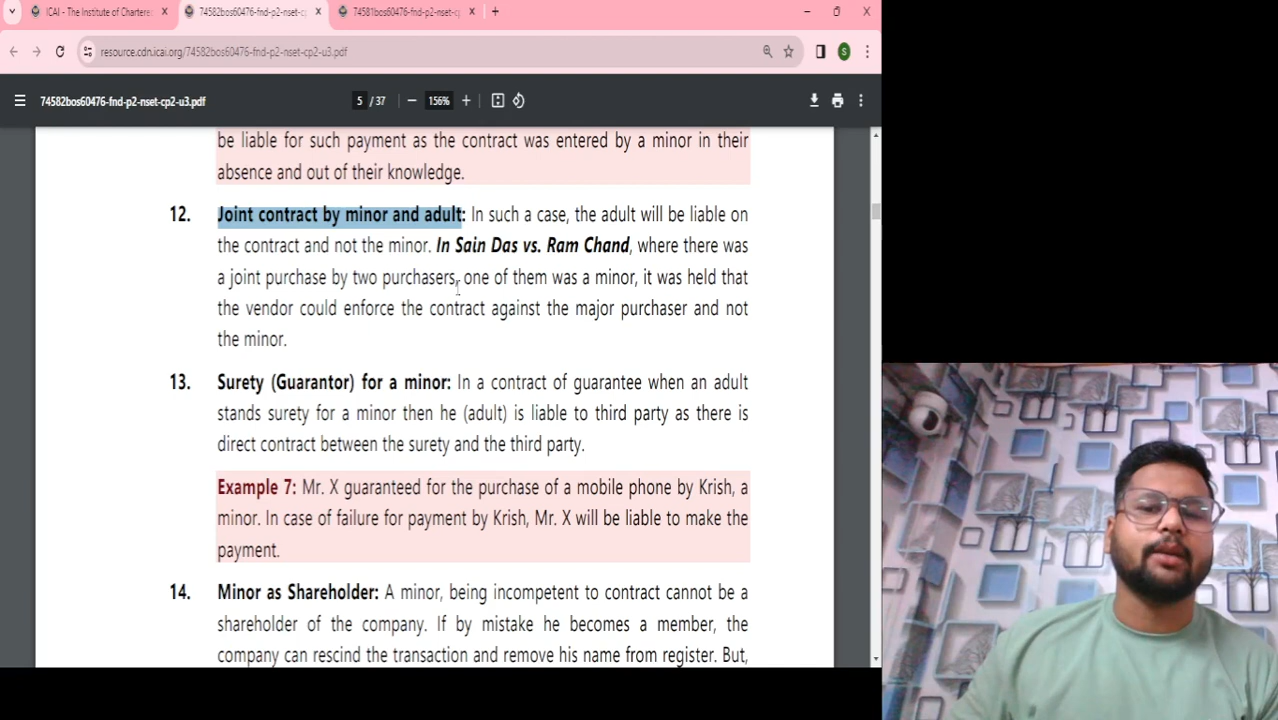 ICAI - The Institute of Charterec
74582bos60476-fnd-p2-nset-cp2-
74581bos60476-fnd-p2-nset-cp2-
resource.cdn.icai.org/74582bos60476-fnd-p2-nset-cp2-u3.pdf
S
74582bos60476-fnd-p2-nset-cp2-u3.pdf
5 / 37
156%
be liable for such payment as the contract was entered by a minor in their
absence and out of their knowledge.
12. Joint contract by minor and adult: In such a case, the adult will be liable on
the contract and not the minor. In Sain Das vs. Ram Chand, where there was
a joint purchase by two purchasers, one of them was a minor, it was held that
the vendor could enforce the contract against the major purchaser and not
the minor.
13. Surety (Guarantor) for a minor: In a contract of guarantee when an adult
stands surety for a minor then he (adult) is liable to third party as there is
direct contract between the surety and the third party.
Example 7: Mr. X guaranteed for the purchase of a mobile phone by Krish, a
minor. In case of failure for payment by Krish, Mr. X will be liable to make the
payment.
14. Minor as Shareholder: A minor, being incompetent to contract cannot be a
shareholder of the company. If by mistake he becomes a member, the
company can rescind the transaction and remove his name from register. But,